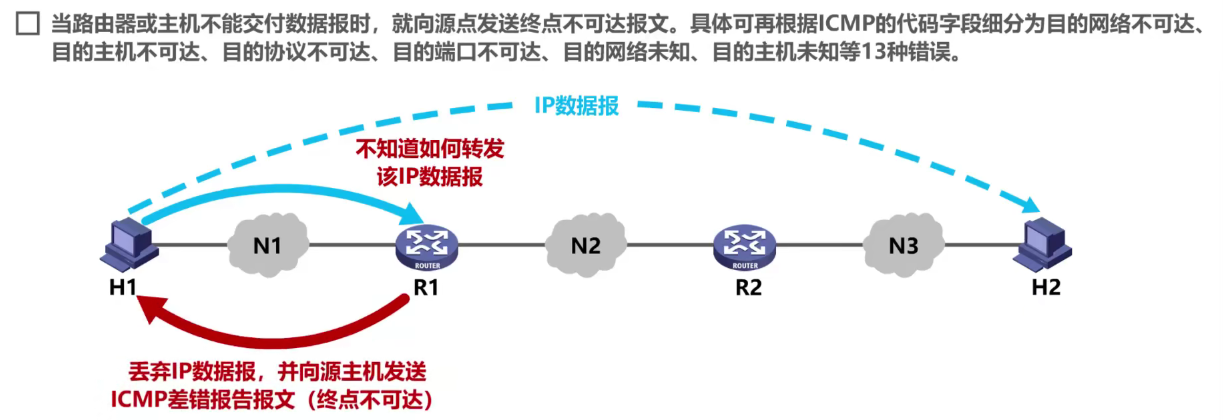 当路由器或主机不能交付数据报时，就向源点发送终点不可达报文。具体可再根据ICMP的代码字段细分为目的网络不可达、
目的主机不可达、目的协议不可达、目的端口不可达、目的网络未知、目的主机未知等13种错误。
IP数据报
不知道如何转发
该IP数据报
N1
N2
N3
ROUTER
ROUTER
H1
R1
R2
H2
丢弃IP数据报，并向源主机发送
ICMP差错报告报文（终点不可达）